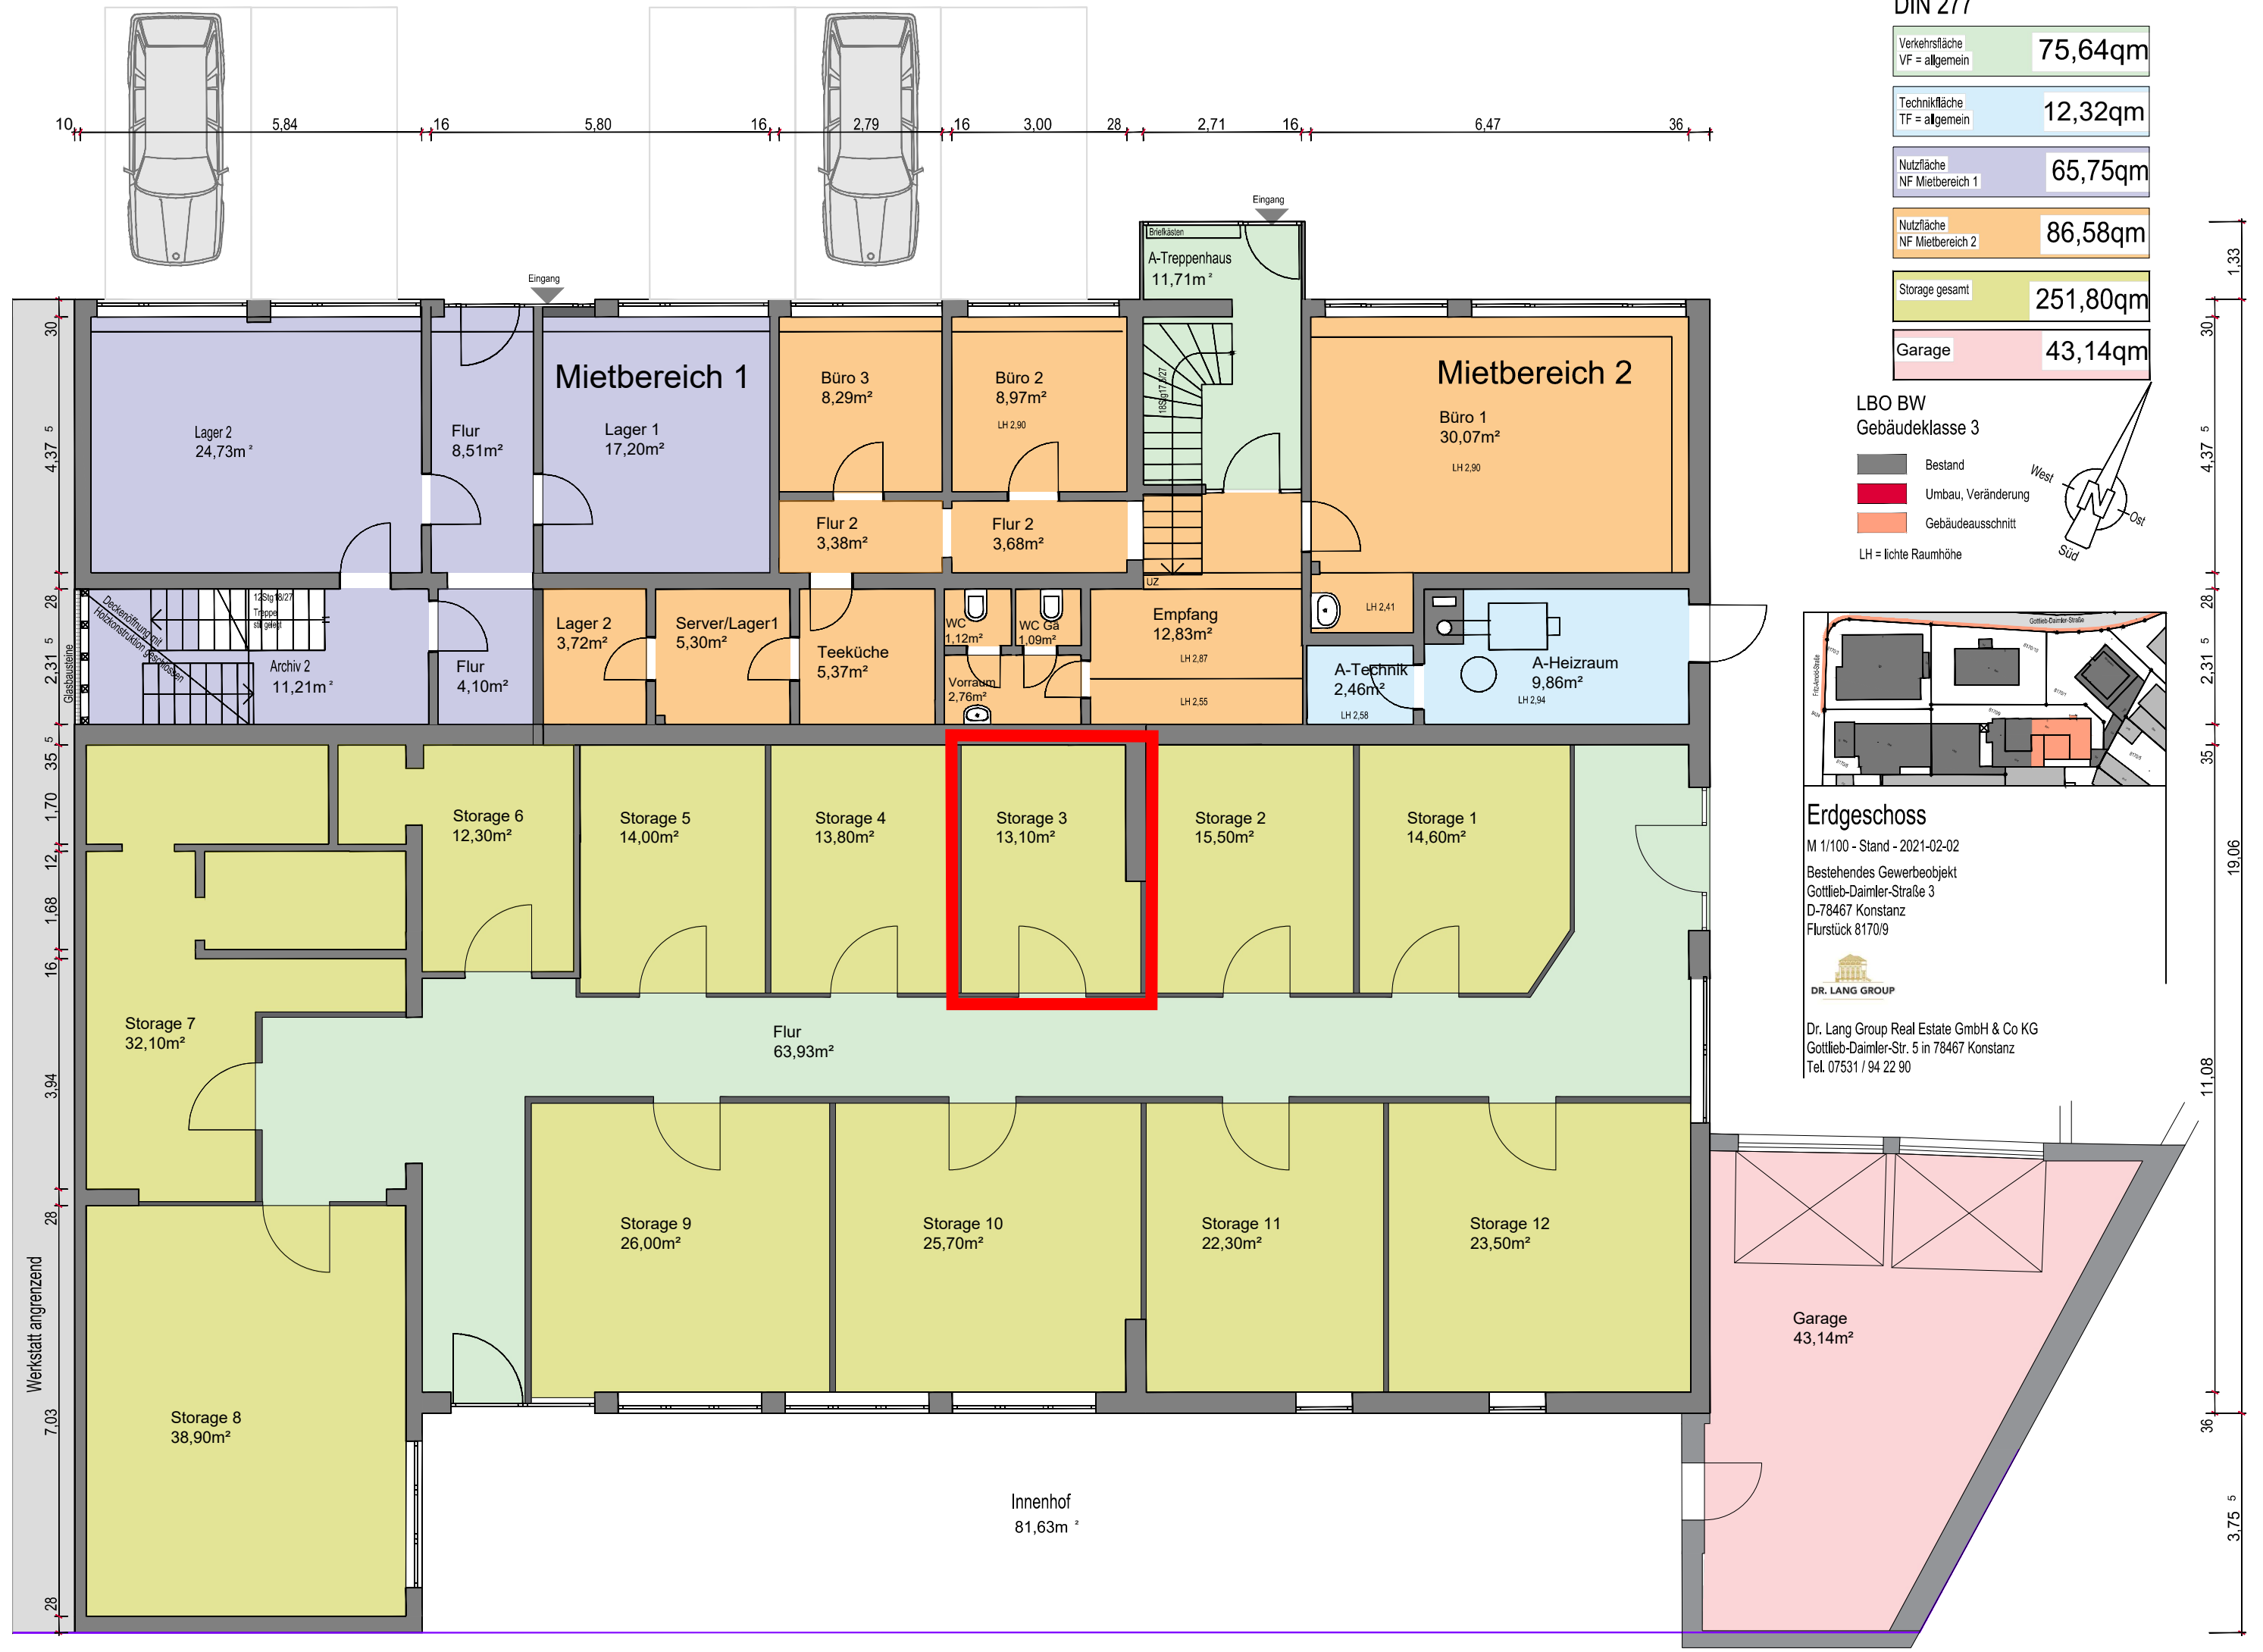 DIN 277
Verkehrsfläche
VF = allgemein
75,64qm
Technikfläche
TF = allgemein
12,32qm
Nutzfläche
NF Mietbereich 1
65,75qm
Nutzfläche
NF Mietbereich 2
86,58qm
Storage gesamt
251,80qm
Garage
43,14qm
LBO BW
Gebäudeklasse 3
Bestand
Umbau, Veränderung
Gebäudeausschnitt
LH = lichte Raumhöhe
West
N
Ost
Süd
10 5,84 16 5,80 16 2,79 16 3,00 28 2,71 16 6,47 36
Eingang
Eingang
Briefkästen
A-Treppenhaus
11,71m²
Mietbereich 1
Mietbereich 2
Lager 2
24,73m²
Flur
8,51m²
Lager 1
17,20m²
Büro 3
8,29m²
Büro 2
8,97m²
LH 2,90
Büro 1
30,07m²
LH 2,90
Flur 2
3,38m²
Flur 2
3,68m²
UZ
12Stg18/27
Treppe
still gelegt
Deckenöffnung mit
Holzkonstruktion geschlossen
Glasbausteine
Archiv 2
11,21m²
Flur
4,10m²
Lager 2
3,72m²
Server/Lager1
5,30m²
Teeküche
5,37m²
WC
1,12m²
WC Gä
1,09m²
Vorraum
2,76m²
Empfang
12,83m²
LH 2,87
LH 2,55
LH 2,41
A-Technik
2,46m²
LH 2,58
A-Heizraum
9,86m²
LH 2,94
Storage 6
12,30m²
Storage 5
14,00m²
Storage 4
13,80m²
Storage 3
13,10m²
Storage 2
15,50m²
Storage 1
14,60m²
Storage 7
32,10m²
Flur
63,93m²
Storage 9
26,00m²
Storage 10
25,70m²
Storage 11
22,30m²
Storage 12
23,50m²
Storage 8
38,90m²
Garage
43,14m²
Innenhof
81,63m²
Werkstatt angrenzend
30
4,37 5
28
2,31 5
35 5
1,70
12
1,68
16
3,94
28
7,03
28
1,33
30
4,37 5
28
2,31 5
35 5
19,06
11,08
36
3,75 5
Gottlieb-Daimler-Straße
Erdgeschoss
M 1/100 - Stand - 2021-02-02
Bestehendes Gewerbeobjekt
Gottlieb-Daimler-Straße 3
D-78467 Konstanz
Flurstück 8170/9
DR. LANG GROUP
Dr. Lang Group Real Estate GmbH & Co KG
Gottlieb-Daimler-Str. 5 in 78467 Konstanz
Tel. 07531 / 94 22 90